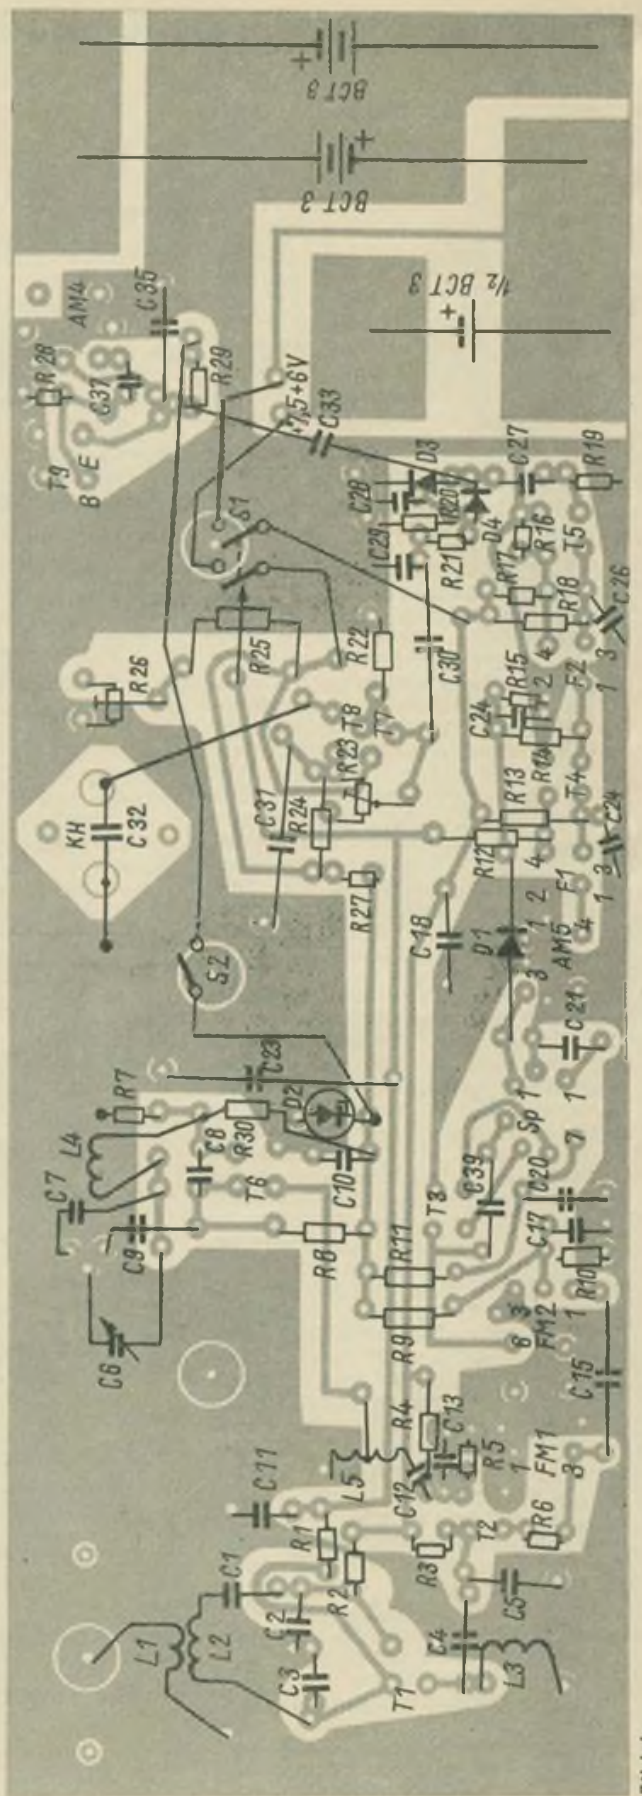 BCT 3
BCT 3
½ BCT 3
AM4
C35
R28
C37
R29
T9
B E
7,5+6V
C33
S1
C28
D3
C27
R19
C29
R20
D4
R21
R16
T5
R17
R18
C26
R26
R25
R22
C30
R15
4
F2
3
1
2
C24
T8
T7
R23
R14
R13
T4
C24
KH
C32
C31
R24
R12
4
F1
3
1
2
R27
C18
D1
1
AM5
4
3
S2
C21
C23
D2
Sp
1
1
7
R7
L4
C8
R30
C7
T6
C10
C39
C20
T3
C9
R8
R11
C17
R10
C6
R9
3
FM2
1
8
C15
R4
C13
L5
R5
1
FM1
C12
C11
R1
T2
R6
R3
C1
R2
L1
L2
C2
C5
C3
C4
L3
T1